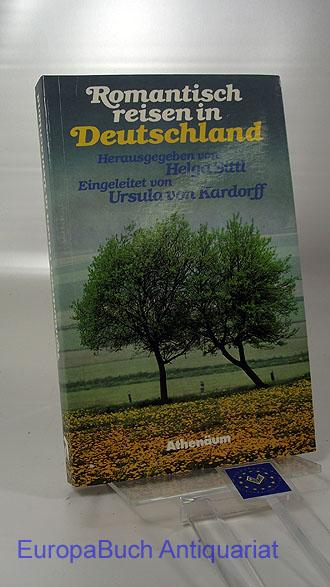 Romantisch
reisen in
Deutschland
Herausgegeben von
Helga Sittl
Eingeleitet von
Ursula von Kardorff
Athenäum
EuropaBuch Antiquariat